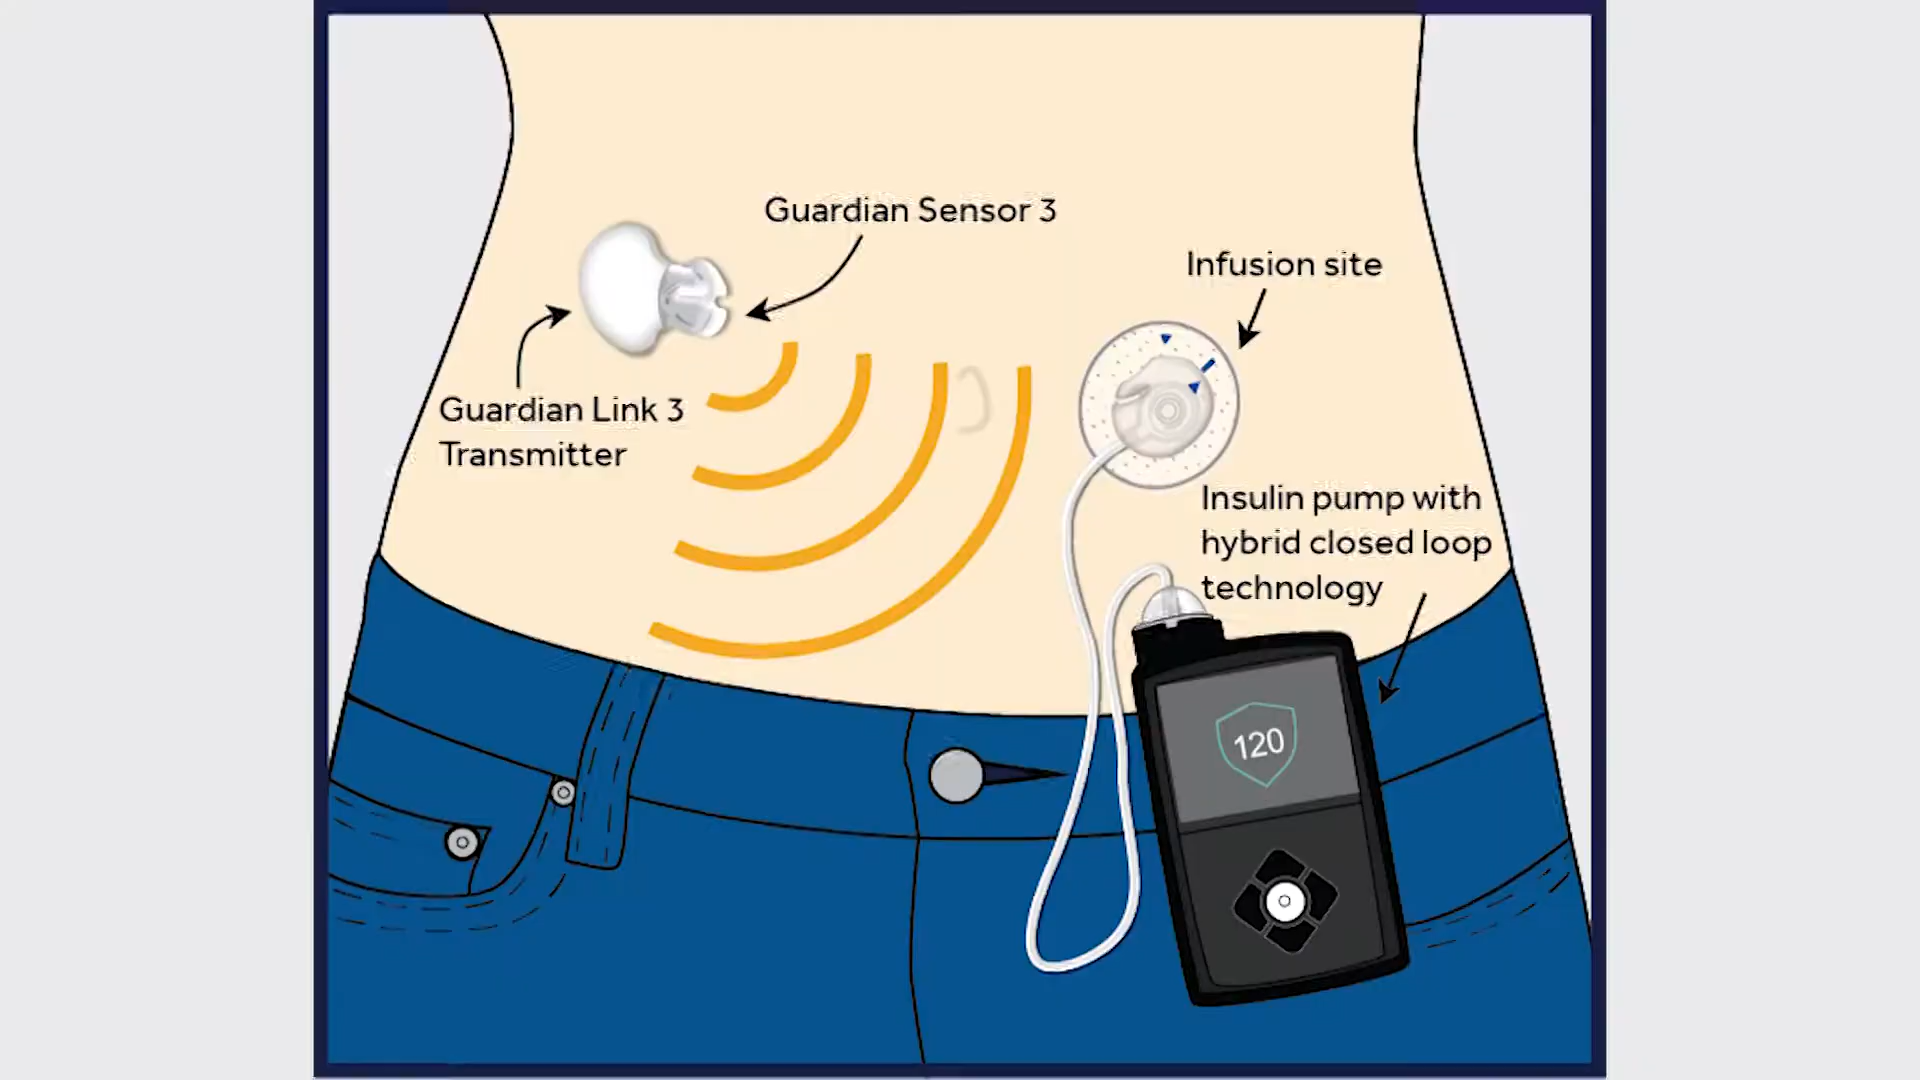 Guardian Sensor 3
Infusion site
Guardian Link 3
Transmitter
Insulin pump with
hybrid closed loop
technology
120